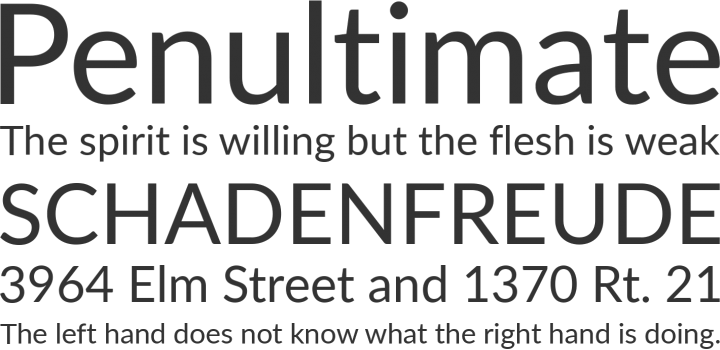 Penultimate
The spirit is willing but the flesh is weak
SCHADENFREUDE
3964 Elm Street and 1370 Rt. 21
The left hand does not know what the right hand is doing.